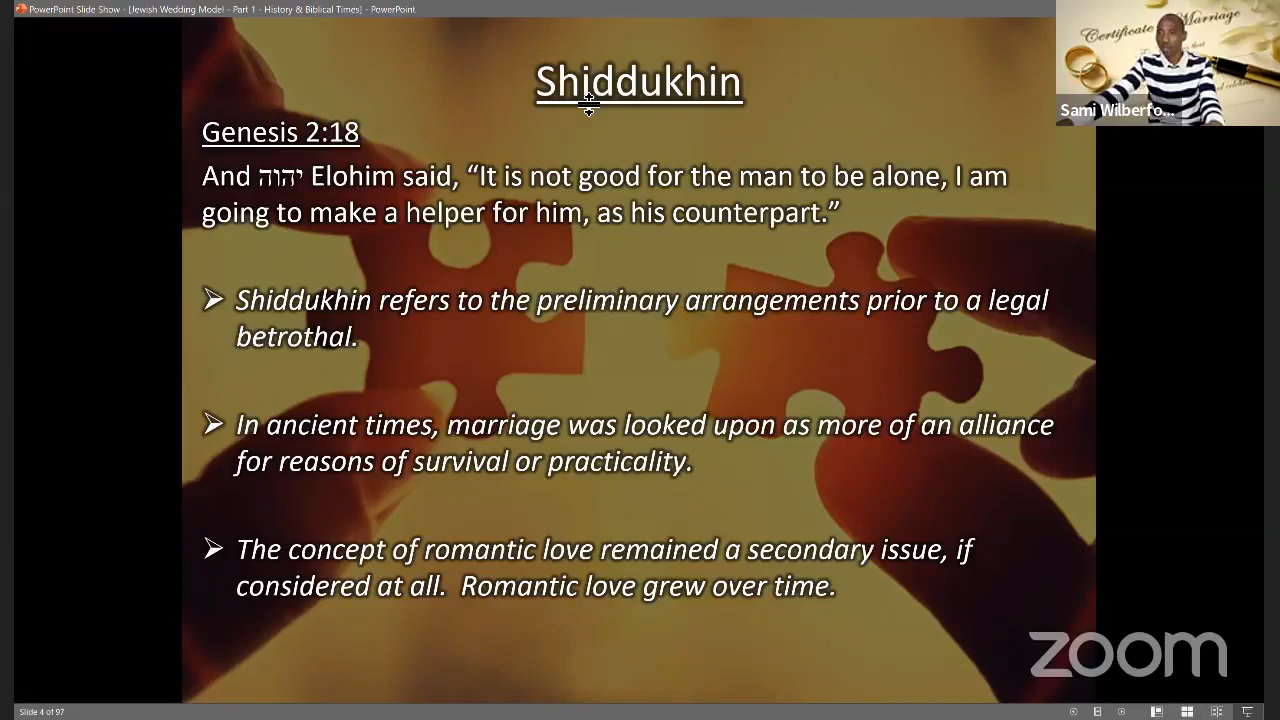 PowerPoint Slide Show - [Jewish Wedding Model - Part 1 - History & Biblical Times] - PowerPoint
Certificate Marriage
Sami Wilberfo...
Shiddukhin
Genesis 2:18
And יהוה Elohim said, “It is not good for the man to be alone, I am
going to make a helper for him, as his counterpart.”
➢ Shiddukhin refers to the preliminary arrangements prior to a legal
betrothal.
➢ In ancient times, marriage was looked upon as more of an alliance
for reasons of survival or practicality.
➢ The concept of romantic love remained a secondary issue, if
considered at all. Romantic love grew over time.
zoom
Slide 4 of 97